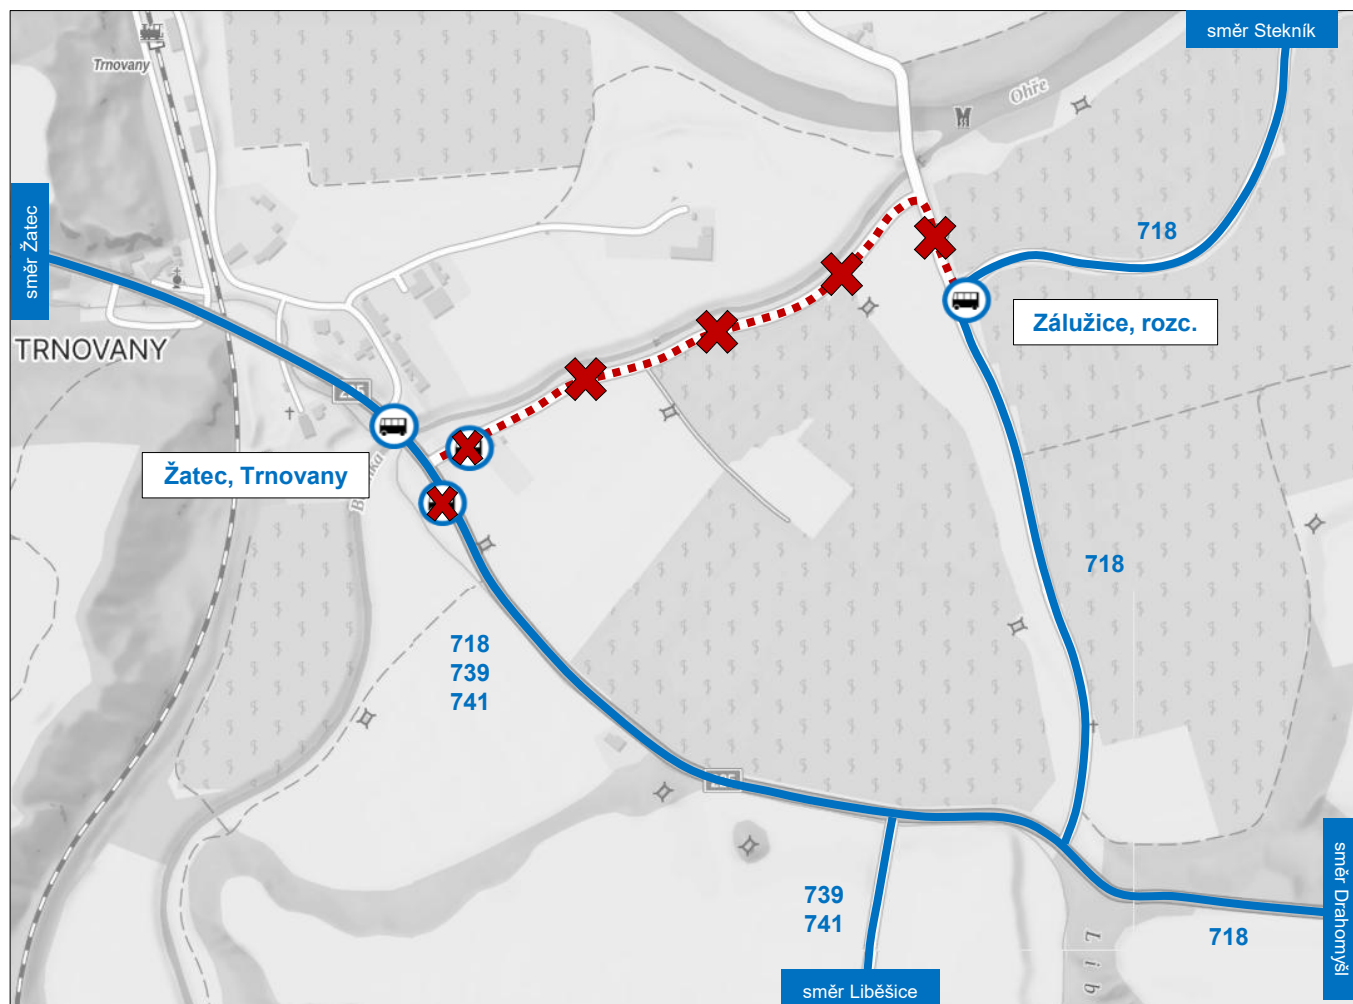 směr Stekník
Trnovany
Ohře
718
směr Žatec
Zálužice, rozc.
TRNOVANY
Žatec, Trnovany
718
718
739
741
739
741
718
směr Drahomyšl
L i b
směr Liběšice